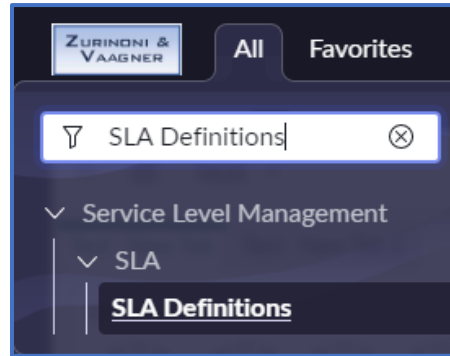 ZURINONI &
VAAGNER
All Favorites
SLA Definitions
Service Level Management
SLA
SLA Definitions